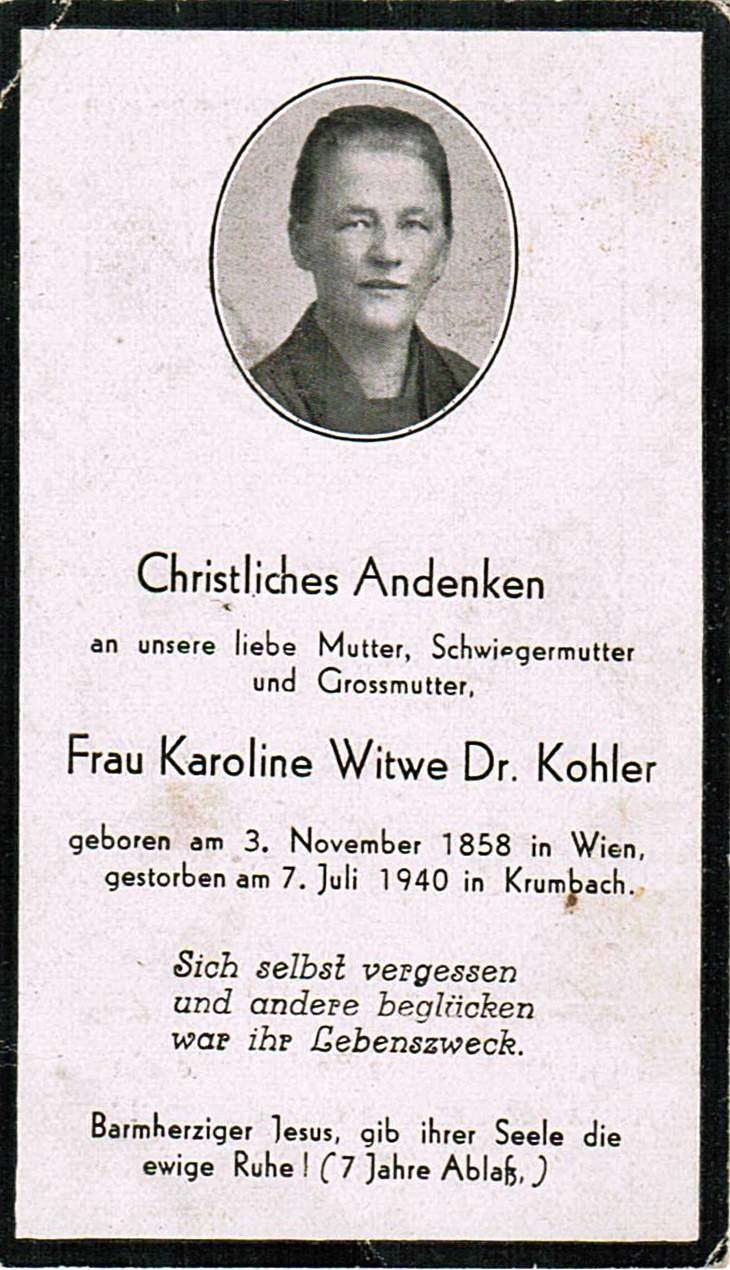 Christliches Andenken
an unsere liebe Mutter, Schwiegermutter
und Grossmutter,
Frau Karoline Witwe Dr. Kohler
geboren am 3. November 1858 in Wien,
gestorben am 7. Juli 1940 in Krumbach.
Sich selbst vergessen
und andere beglücken
war ihr Lebenszweck.
Barmherziger Jesus, gib ihrer Seele die
ewige Ruhe! (7 Jahre Ablaß,)